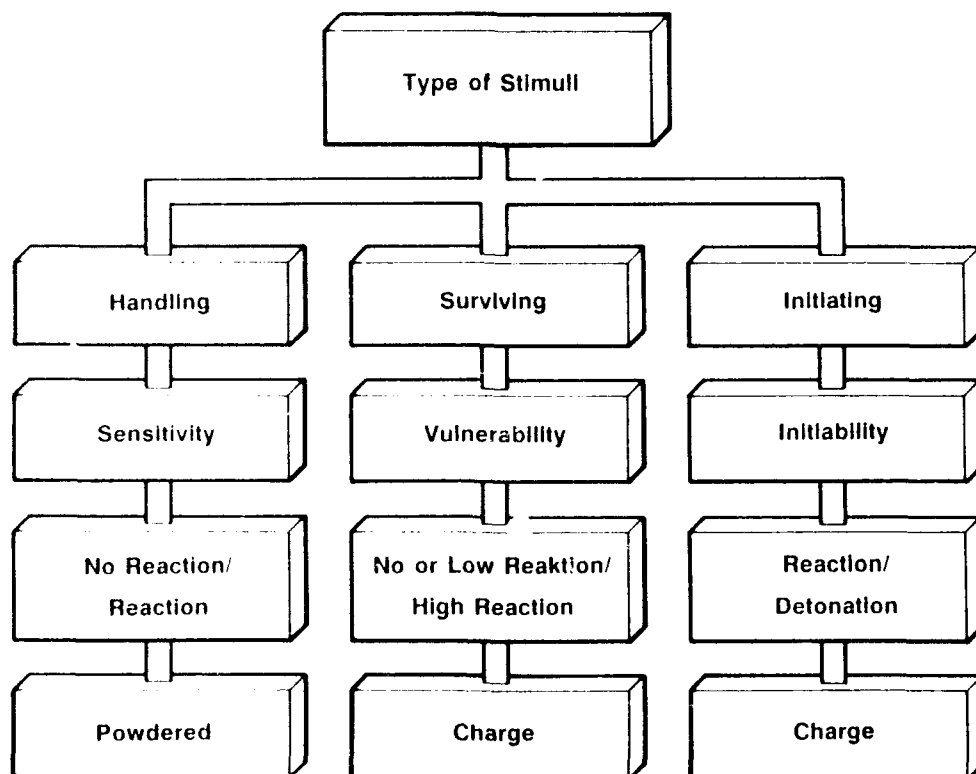 Type of Stimuli
Handling
Surviving
Initiating
Sensitivity
Vulnerability
Initiability
No Reaction/
Reaction
No or Low Reaktion/
High Reaction
Reaction/
Detonation
Powdered
Charge
Charge